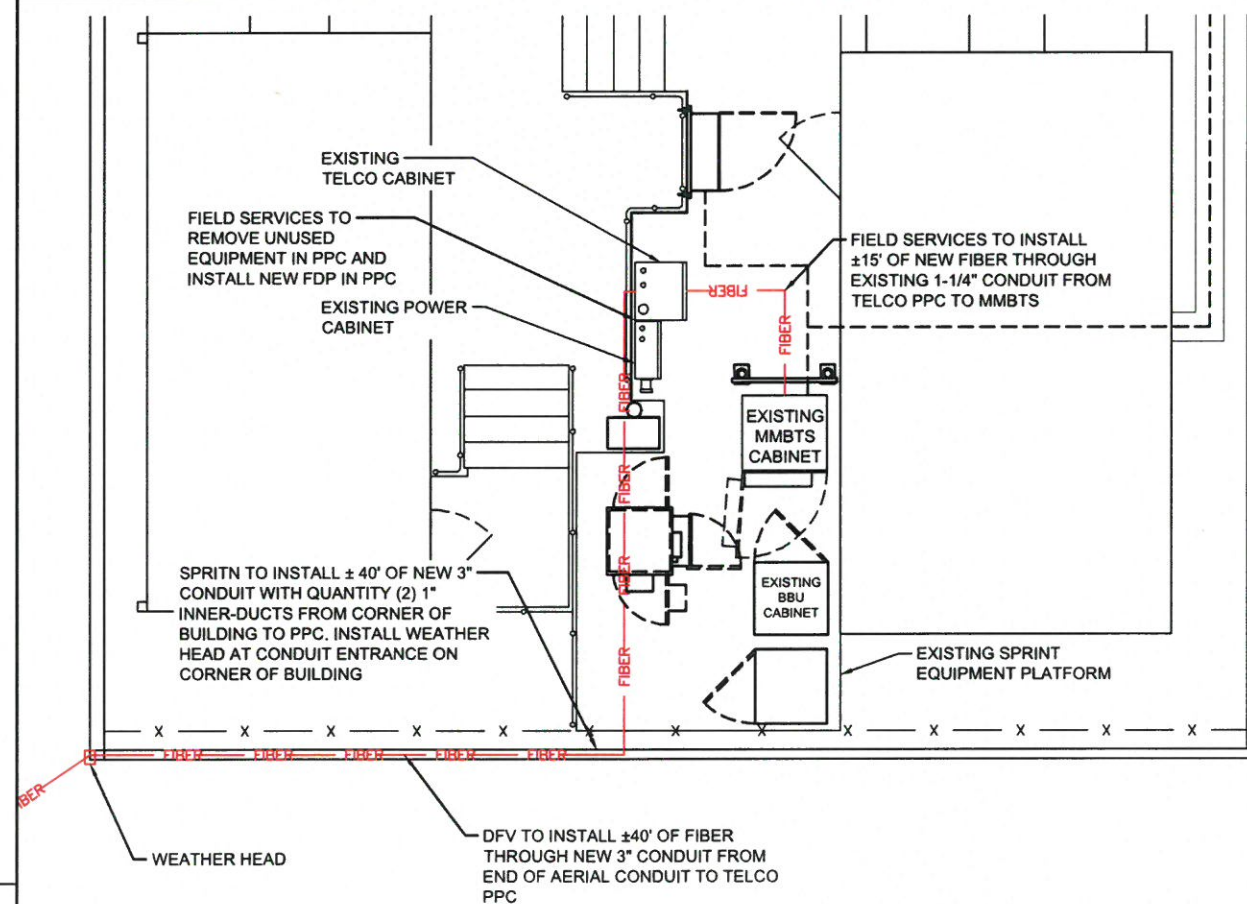 EXISTING
TELCO CABINET
FIELD SERVICES TO
REMOVE UNUSED
EQUIPMENT IN PPC AND
INSTALL NEW FDP IN PPC
EXISTING POWER
CABINET
FIELD SERVICES TO INSTALL
±15' OF NEW FIBER THROUGH
EXISTING 1-1/4" CONDUIT FROM
TELCO PPC TO MMBTS
FIBER
FIBER
FIBER
EXISTING
MMBTS
CABINET
FIBER
FIBER
FIBER
EXISTING
BBU
CABINET
SPRITN TO INSTALL ± 40' OF NEW 3"
CONDUIT WITH QUANTITY (2) 1"
INNER-DUCTS FROM CORNER OF
BUILDING TO PPC. INSTALL WEATHER
HEAD AT CONDUIT ENTRANCE ON
CORNER OF BUILDING
EXISTING SPRINT
EQUIPMENT PLATFORM
X X X X X X X X X X X X X
FIBER FIBER FIBER FIBER FIBER
IBER
WEATHER HEAD
DFV TO INSTALL ±40' OF FIBER
THROUGH NEW 3" CONDUIT FROM
END OF AERIAL CONDUIT TO TELCO
PPC